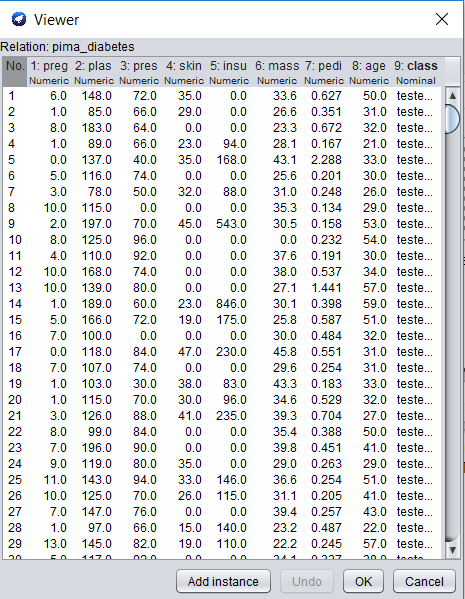 Viewer
Relation: pima_diabetes
No. 1: preg 2: plas 3: pres 4: skin 5: insu 6: mass 7: pedi 8: age 9: class
Numeric Numeric Numeric Numeric Numeric Numeric Numeric Numeric Nominal
1 6.0 148.0 72.0 35.0 0.0 33.6 0.627 50.0 teste...
2 1.0 85.0 66.0 29.0 0.0 26.6 0.351 31.0 teste...
3 8.0 183.0 64.0 0.0 0.0 23.3 0.672 32.0 teste...
4 1.0 89.0 66.0 23.0 94.0 28.1 0.167 21.0 teste...
5 0.0 137.0 40.0 35.0 168.0 43.1 2.288 33.0 teste...
6 5.0 116.0 74.0 0.0 0.0 25.6 0.201 30.0 teste...
7 3.0 78.0 50.0 32.0 88.0 31.0 0.248 26.0 teste...
8 10.0 115.0 0.0 0.0 0.0 35.3 0.134 29.0 teste...
9 2.0 197.0 70.0 45.0 543.0 30.5 0.158 53.0 teste...
10 8.0 125.0 96.0 0.0 0.0 0.0 0.232 54.0 teste...
11 4.0 110.0 92.0 0.0 0.0 37.6 0.191 30.0 teste...
12 10.0 168.0 74.0 0.0 0.0 38.0 0.537 34.0 teste...
13 10.0 139.0 80.0 0.0 0.0 27.1 1.441 57.0 teste...
14 1.0 189.0 60.0 23.0 846.0 30.1 0.398 59.0 teste...
15 5.0 166.0 72.0 19.0 175.0 25.8 0.587 51.0 teste...
16 7.0 100.0 0.0 0.0 0.0 30.0 0.484 32.0 teste...
17 0.0 118.0 84.0 47.0 230.0 45.8 0.551 31.0 teste...
18 7.0 107.0 74.0 0.0 0.0 29.6 0.254 31.0 teste...
19 1.0 103.0 30.0 38.0 83.0 43.3 0.183 33.0 teste...
20 1.0 115.0 70.0 30.0 96.0 34.6 0.529 32.0 teste...
21 3.0 126.0 88.0 41.0 235.0 39.3 0.704 27.0 teste...
22 8.0 99.0 84.0 0.0 0.0 35.4 0.388 50.0 teste...
23 7.0 196.0 90.0 0.0 0.0 39.8 0.451 41.0 teste...
24 9.0 119.0 80.0 35.0 0.0 29.0 0.263 29.0 teste...
25 11.0 143.0 94.0 33.0 146.0 36.6 0.254 51.0 teste...
26 10.0 125.0 70.0 26.0 115.0 31.1 0.205 41.0 teste...
27 7.0 147.0 76.0 0.0 0.0 39.4 0.257 43.0 teste...
28 1.0 97.0 66.0 15.0 140.0 23.2 0.487 22.0 teste...
29 13.0 145.0 82.0 19.0 110.0 22.2 0.245 57.0 teste...
Add instance Undo OK Cancel